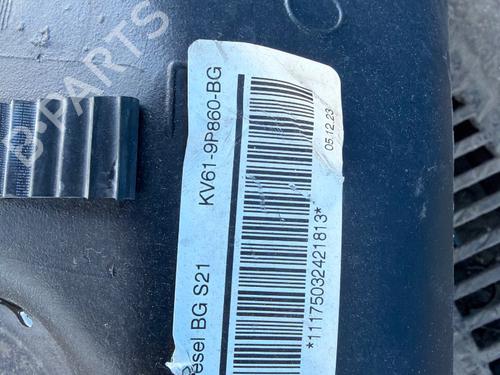 B-PARTS
KV61-9P860-BG
esel BG S21
05.12.23
*11175032421813*